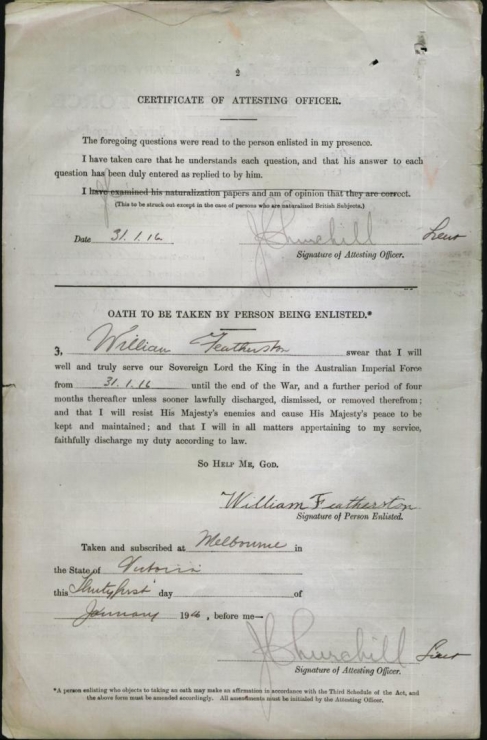 2
CERTIFICATE OF ATTESTING OFFICER.
The foregoing questions were read to the person enlisted in my presence.
I have taken care that he understands each question, and that his answer to each
question has been duly entered as replied to by him.
I have examined his naturalization papers and am of opinion that they are correct.
(This to be struck out except in the case of persons who are naturalized British Subjects.)
Date 31.1.16 J Churchill Lieut
Signature of Attesting Officer.
OATH TO BE TAKEN BY PERSON BEING ENLISTED.*
3, William Featherston swear that I will
well and truly serve our Sovereign Lord the King in the Australian Imperial Force
from 31.1.16 until the end of the War, and a further period of four
months thereafter unless sooner lawfully discharged, dismissed, or removed therefrom;
and that I will resist His Majesty's enemies and cause His Majesty's peace to be
kept and maintained; and that I will in all matters appertaining to my service,
faithfully discharge my duty according to law.
SO HELP ME, GOD.
William Featherston
Signature of Person Enlisted.
Taken and subscribed at Melbourne in
the State of Victoria
this Thirtyfirst day of
January 1916, before me—
J Churchill Lieut
Signature of Attesting Officer.
*A person enlisting who objects to taking an oath may make an affirmation in accordance with the Third Schedule of the Act, and
the above form must be amended accordingly. All amendments must be initialed by the Attesting Officer.